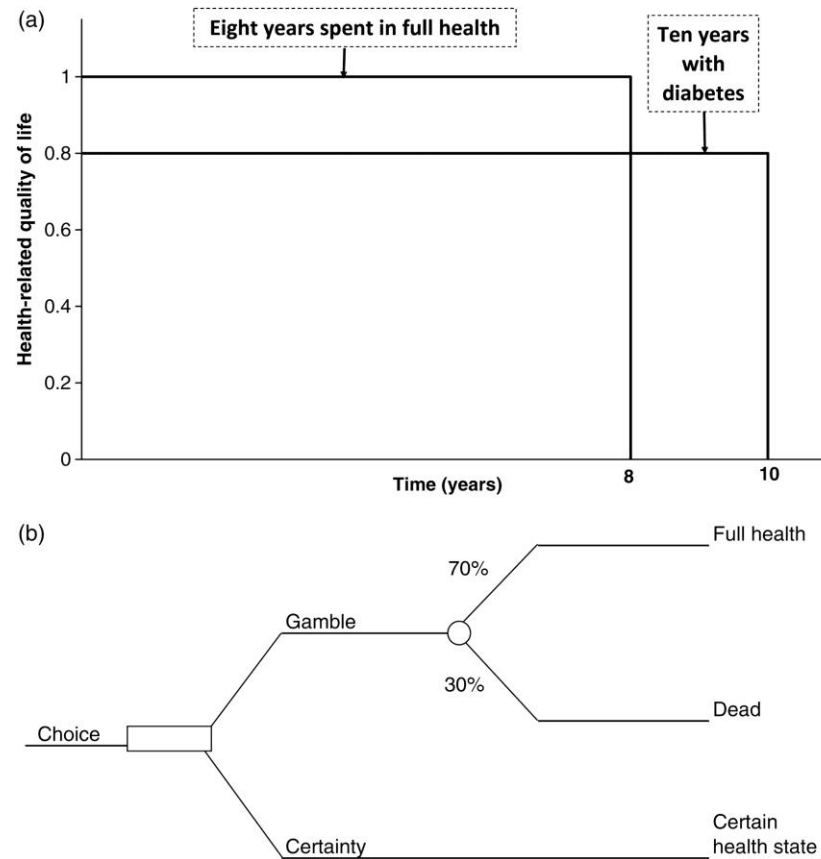 (a)
Eight years spent in full health
Ten years
with
diabetes
1
0.8
0.6
0.4
0.2
0
Health-related quality of life
Time (years)
8
10
(b)
Full health
70%
Gamble
30%
Dead
Choice
Certain
health state
Certainty